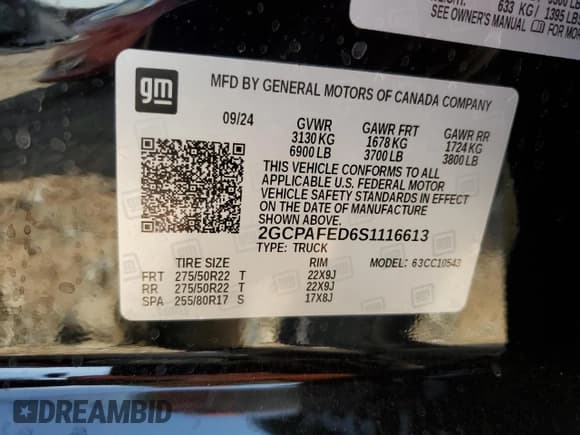 633 KG / 1395 LB
SEE OWNER'S MANUAL FOR MOR
gm
MFD BY GENERAL MOTORS OF CANADA COMPANY
09/24 GVWR GAWR FRT GAWR RR
3130 KG 1678 KG 1724 KG
6900 LB 3700 LB 3800 LB
THIS VEHICLE CONFORMS TO ALL
APPLICABLE U.S. FEDERAL MOTOR
VEHICLE SAFETY STANDARDS IN
EFFECT ON THE DATE OF MANUFACTURE
SHOWN ABOVE.
2GCPAFED6S1116613
TYPE: TRUCK MODEL: 63CC10543
TIRE SIZE RIM
FRT 275/50R22 T 22X9J
RR 275/50R22 T 22X9J
SPA 255/80R17 S 17X8J
DREAMBID